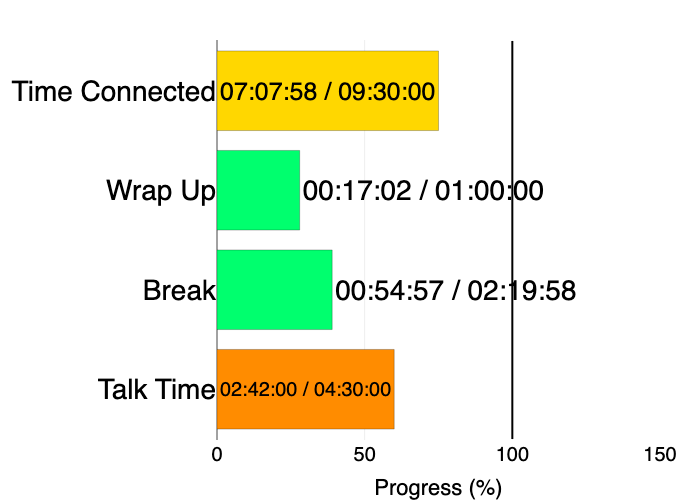 Time Connected 07:07:58 / 09:30:00
Wrap Up 00:17:02 / 01:00:00
Break 00:54:57 / 02:19:58
Talk Time 02:42:00 / 04:30:00
0 50 100 150
Progress (%)